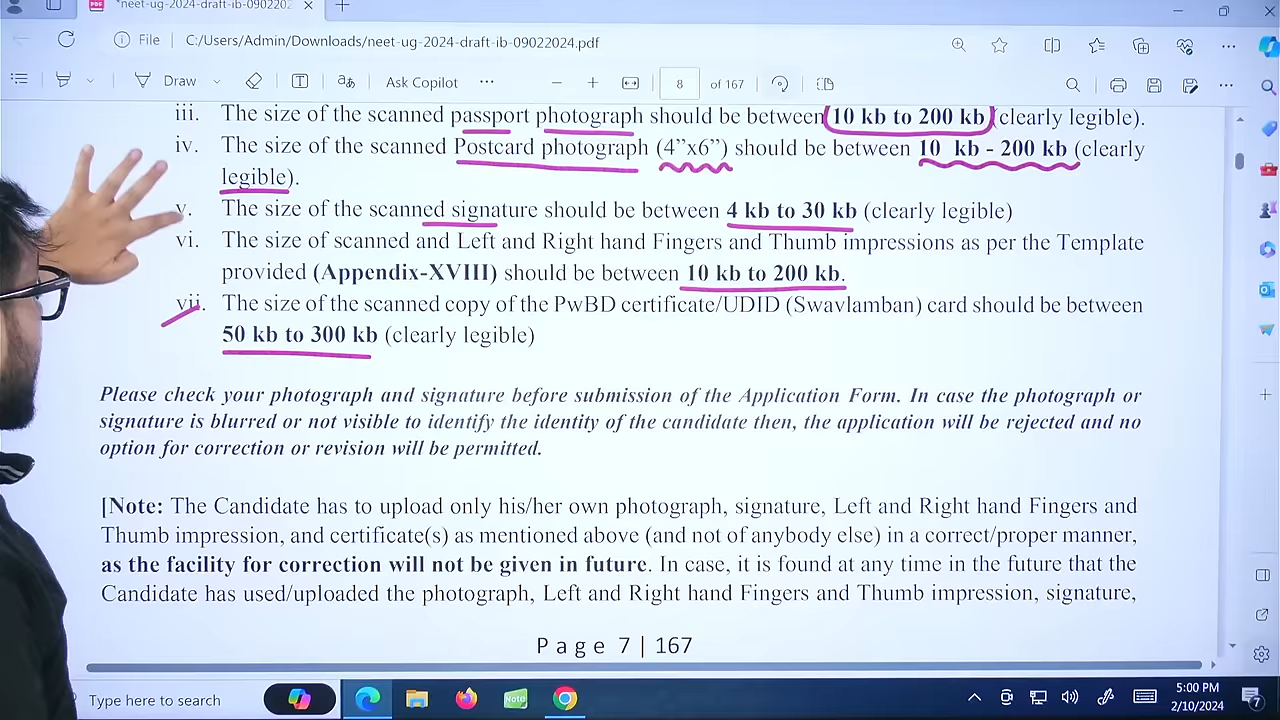 *neet-ug-2024-draft-ib-090220
File
C:/Users/Admin/Downloads/neet-ug-2024-draft-ib-09022024.pdf
Draw
Ask Copilot
8
of 167
iii. The size of the scanned passport photograph should be between 10 kb to 200 kb (clearly legible).
iv. The size of the scanned Postcard photograph (4”x6”) should be between 10 kb - 200 kb (clearly
legible).
v. The size of the scanned signature should be between 4 kb to 30 kb (clearly legible)
vi. The size of scanned and Left and Right hand Fingers and Thumb impressions as per the Template
provided (Appendix-XVIII) should be between 10 kb to 200 kb.
vii. The size of the scanned copy of the PwBD certificate/UDID (Swavlamban) card should be between
50 kb to 300 kb (clearly legible)
Please check your photograph and signature before submission of the Application Form. In case the photograph or
signature is blurred or not visible to identify the identity of the candidate then, the application will be rejected and no
option for correction or revision will be permitted.
[Note: The Candidate has to upload only his/her own photograph, signature, Left and Right hand Fingers and
Thumb impression, and certificate(s) as mentioned above (and not of anybody else) in a correct/proper manner,
as the facility for correction will not be given in future. In case, it is found at any time in the future that the
Candidate has used/uploaded the photograph, Left and Right hand Fingers and Thumb impression, signature,
Page 7 | 167
Type here to search
Note
5:00 PM
2/10/2024
7